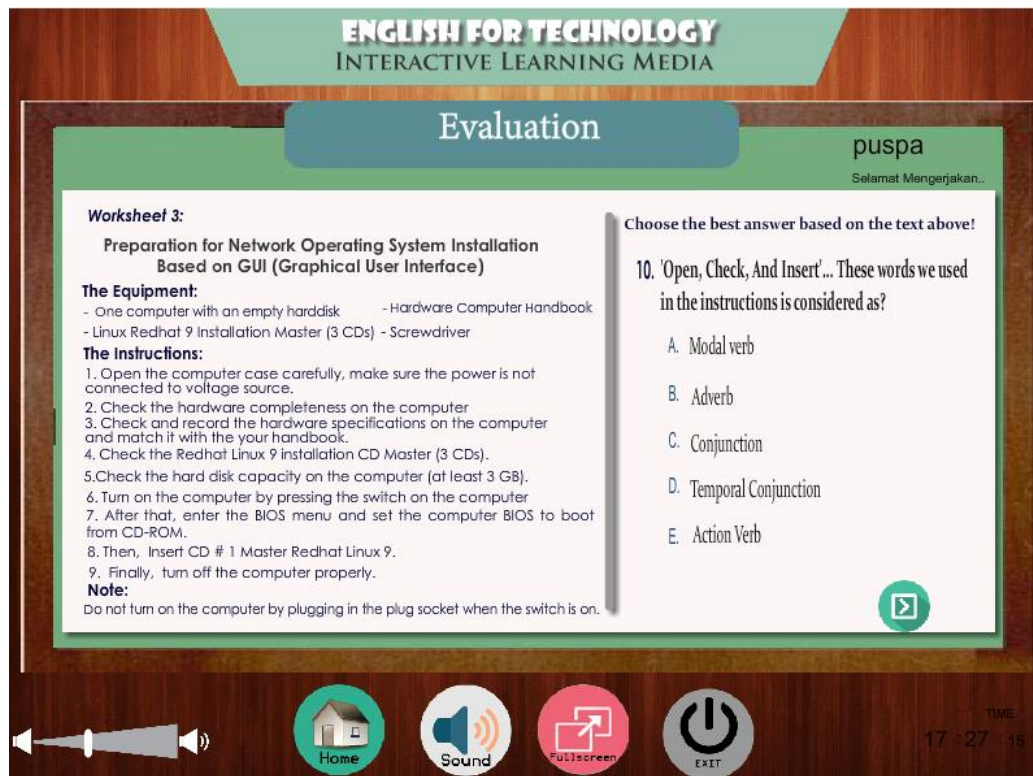 ENGLISH FOR TECHNOLOGY
INTERACTIVE LEARNING MEDIA
Evaluation
puspa
Selamat Mengerjakan..
Worksheet 3:
Preparation for Network Operating System Installation
Based on GUI (Graphical User Interface)
The Equipment:
- One computer with an empty harddisk - Hardware Computer Handbook
- Linux Redhat 9 Installation Master (3 CDs) - Screwdriver
The Instructions:
1. Open the computer case carefully, make sure the power is not
connected to voltage source.
2. Check the hardware completeness on the computer
3. Check and record the hardware specifications on the computer
and match it with the your handbook.
4. Check the Redhat Linux 9 installation CD Master (3 CDs).
5.Check the hard disk capacity on the computer (at least 3 GB).
6. Turn on the computer by pressing the switch on the computer
7. After that, enter the BIOS menu and set the computer BIOS to boot
from CD-ROM.
8. Then, Insert CD # 1 Master Redhat Linux 9.
9. Finally, turn off the computer properly.
Note:
Do not turn on the computer by plugging in the plug socket when the switch is on.
Choose the best answer based on the text above!
10. 'Open, Check, And Insert'... These words we used
in the instructions is considered as?
A. Modal verb
B. Adverb
C. Conjunction
D. Temporal Conjunction
E. Action Verb
Home
Sound
Fullscreen
EXIT
TIME
17 : 27 : 15